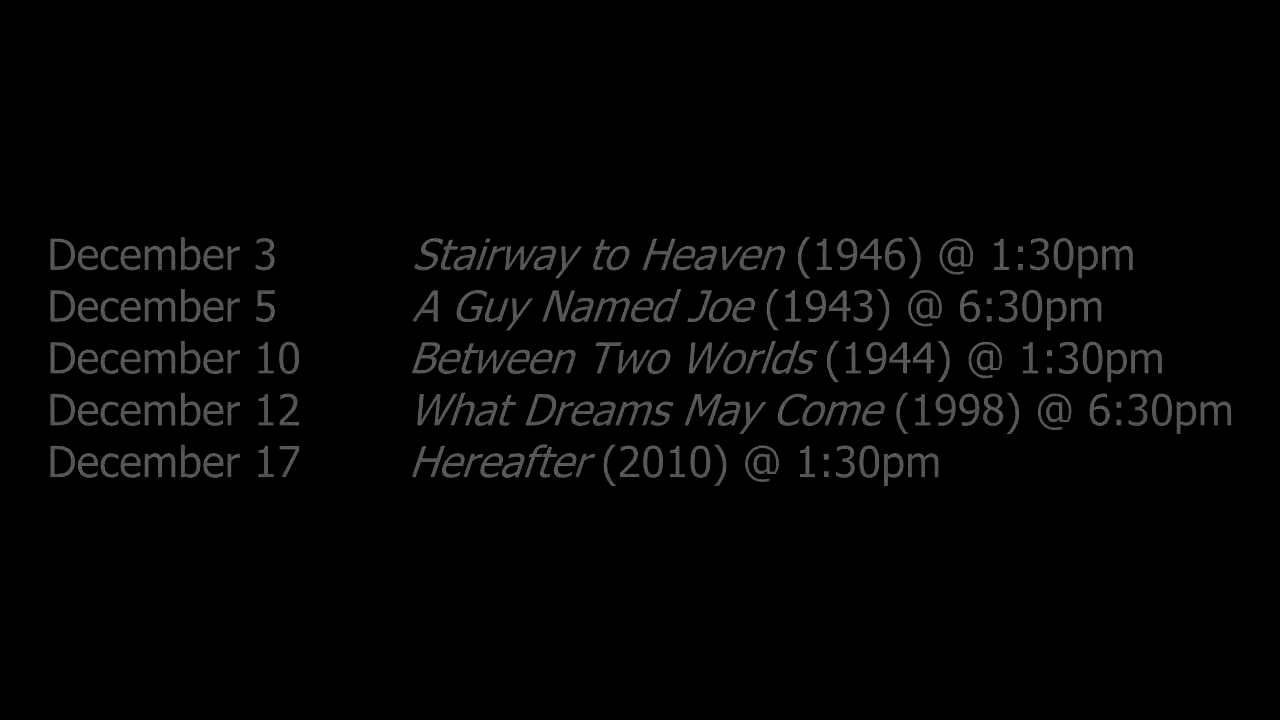 December 3 Stairway to Heaven (1946) @ 1:30pm
December 5 A Guy Named Joe (1943) @ 6:30pm
December 10 Between Two Worlds (1944) @ 1:30pm
December 12 What Dreams May Come (1998) @ 6:30pm
December 17 Hereafter (2010) @ 1:30pm